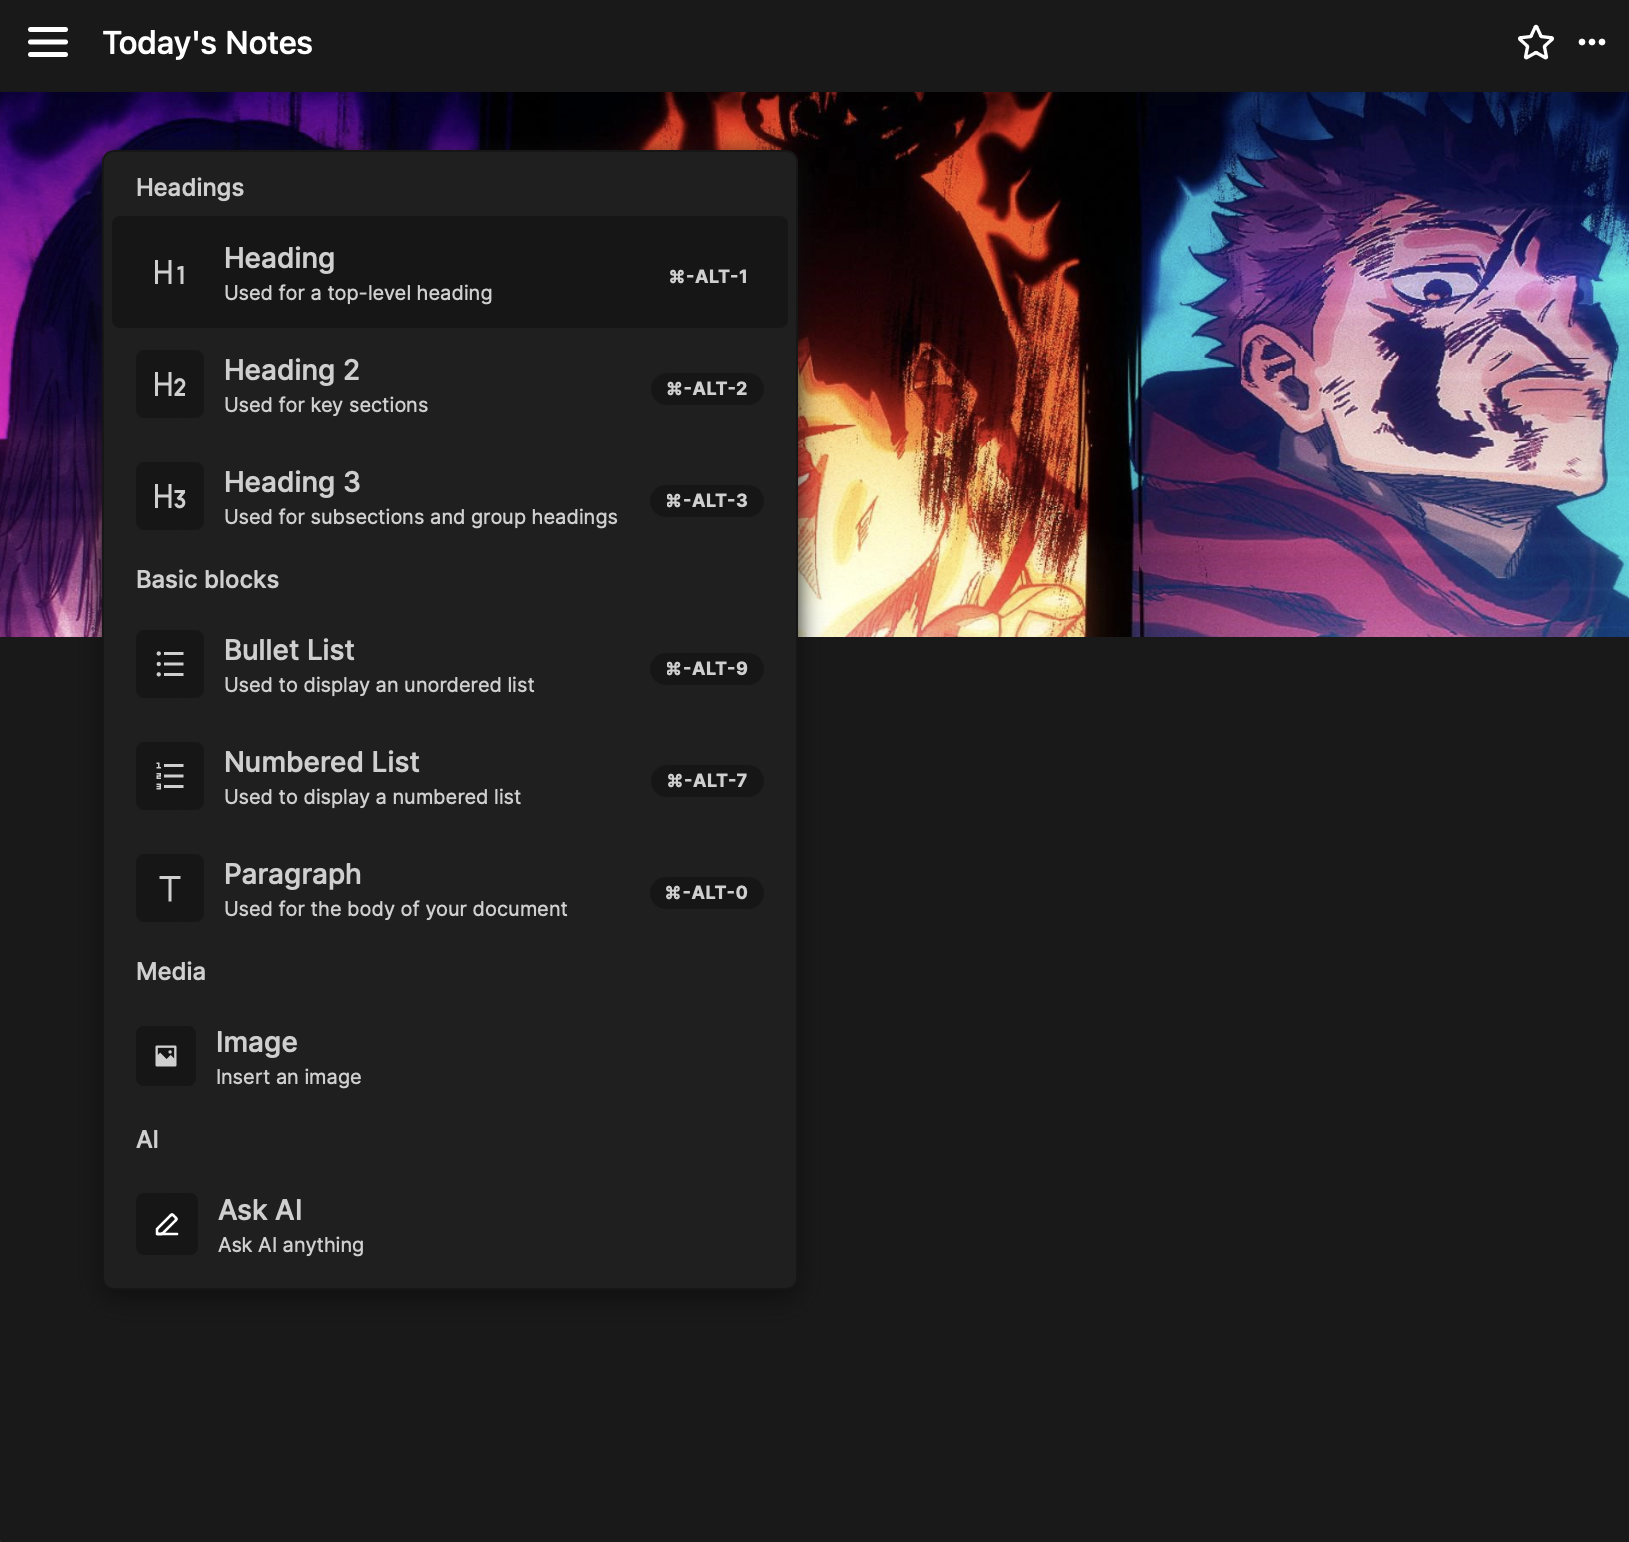 Today's Notes
Headings
H1 Heading ⌘-ALT-1
Used for a top-level heading
H2 Heading 2 ⌘-ALT-2
Used for key sections
H3 Heading 3 ⌘-ALT-3
Used for subsections and group headings
Basic blocks
Bullet List ⌘-ALT-9
Used to display an unordered list
Numbered List ⌘-ALT-7
Used to display a numbered list
T Paragraph ⌘-ALT-0
Used for the body of your document
Media
Image
Insert an image
AI
Ask AI
Ask AI anything